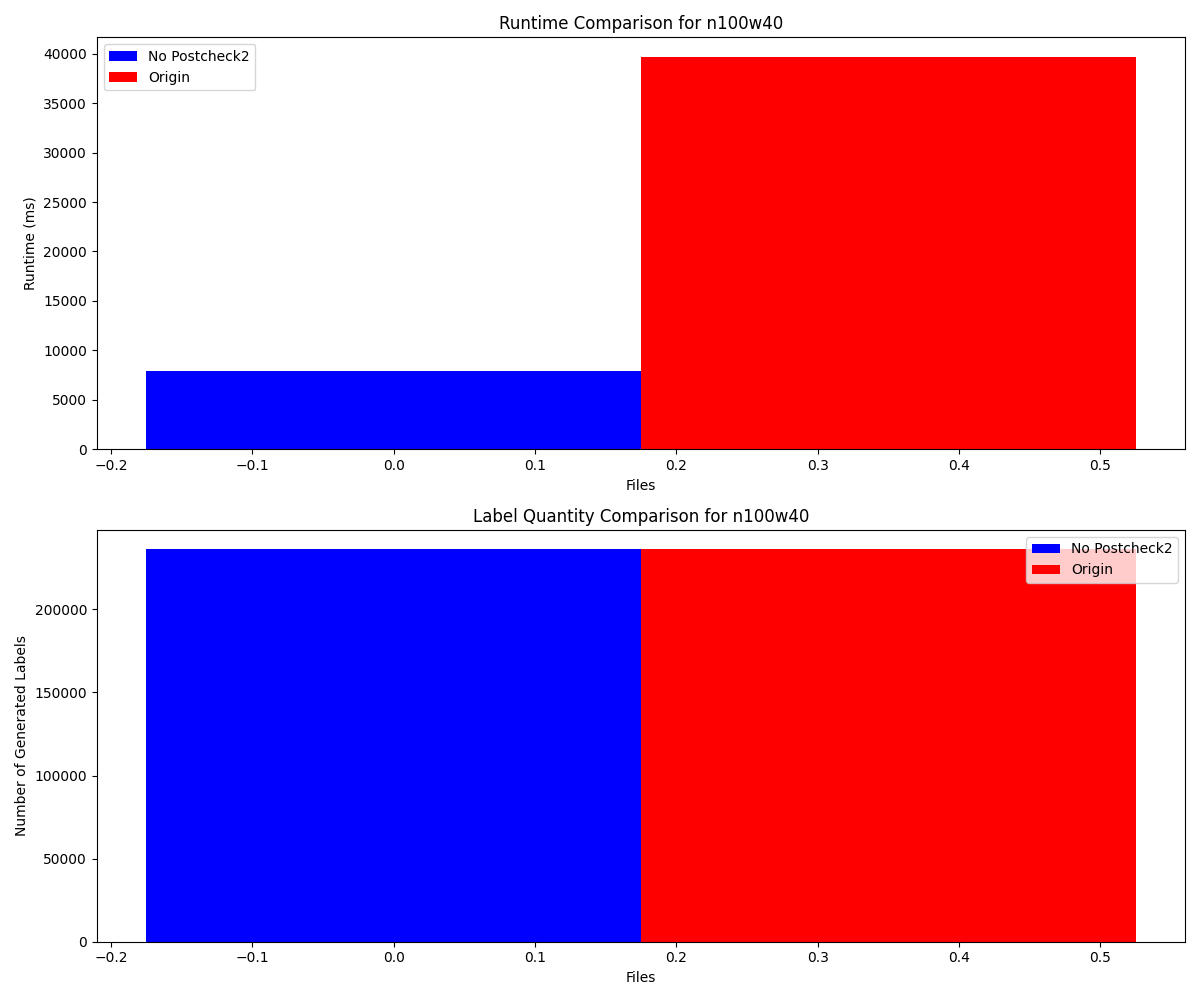 Runtime Comparison for n100w40
No Postcheck2
Origin
Runtime (ms)
40000
35000
30000
25000
20000
15000
10000
5000
0
−0.2 −0.1 0.0 0.1 0.2 0.3 0.4 0.5
Files
Label Quantity Comparison for n100w40
No Postcheck2
Origin
Number of Generated Labels
200000
150000
100000
50000
0
−0.2 −0.1 0.0 0.1 0.2 0.3 0.4 0.5
Files